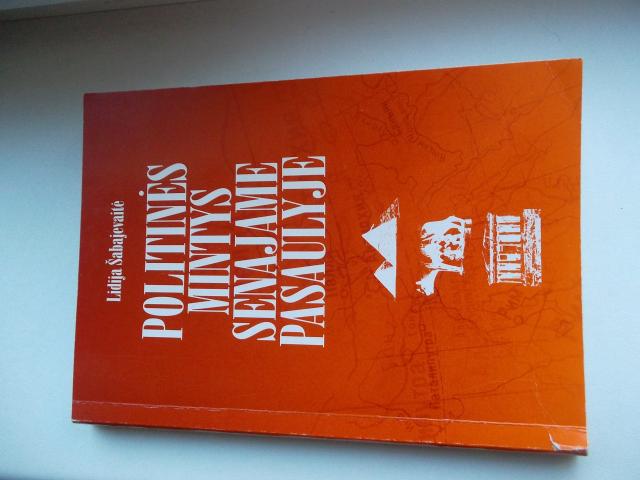 Lidija Šabajevaitė
POLITINĖS
MINTYS
SENAJAME
PASAULYJE